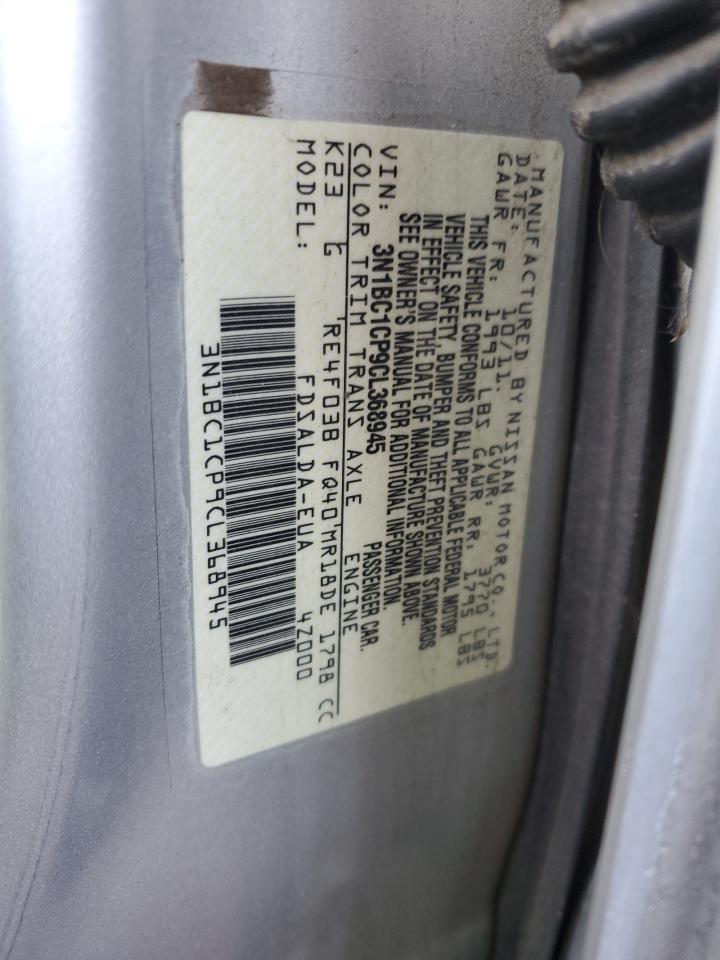 MANUFACTURED BY NISSAN MOTOR CO., LTD.
DATE: 10/11. GVWR: 3770 LBS
GAWR FR: 1993 LBS GAWR RR: 1795 LBS
THIS VEHICLE CONFORMS TO ALL APPLICABLE FEDERAL MOTOR
VEHICLE SAFETY, BUMPER AND THEFT PREVENTION STANDARDS
IN EFFECT ON THE DATE OF MANUFACTURE SHOWN ABOVE.
SEE OWNER'S MANUAL FOR ADDITIONAL INFORMATION.
VIN: 3N1BC1CP9CL368945 PASSENGER CAR.
COLOR TRIM TRANS AXLE ENGINE
K23 G RE4F03B FQ40 MR18DE 1798 CC
MODEL: FDSALDA-EUA 4Z000
3N1BC1CP9CL368945